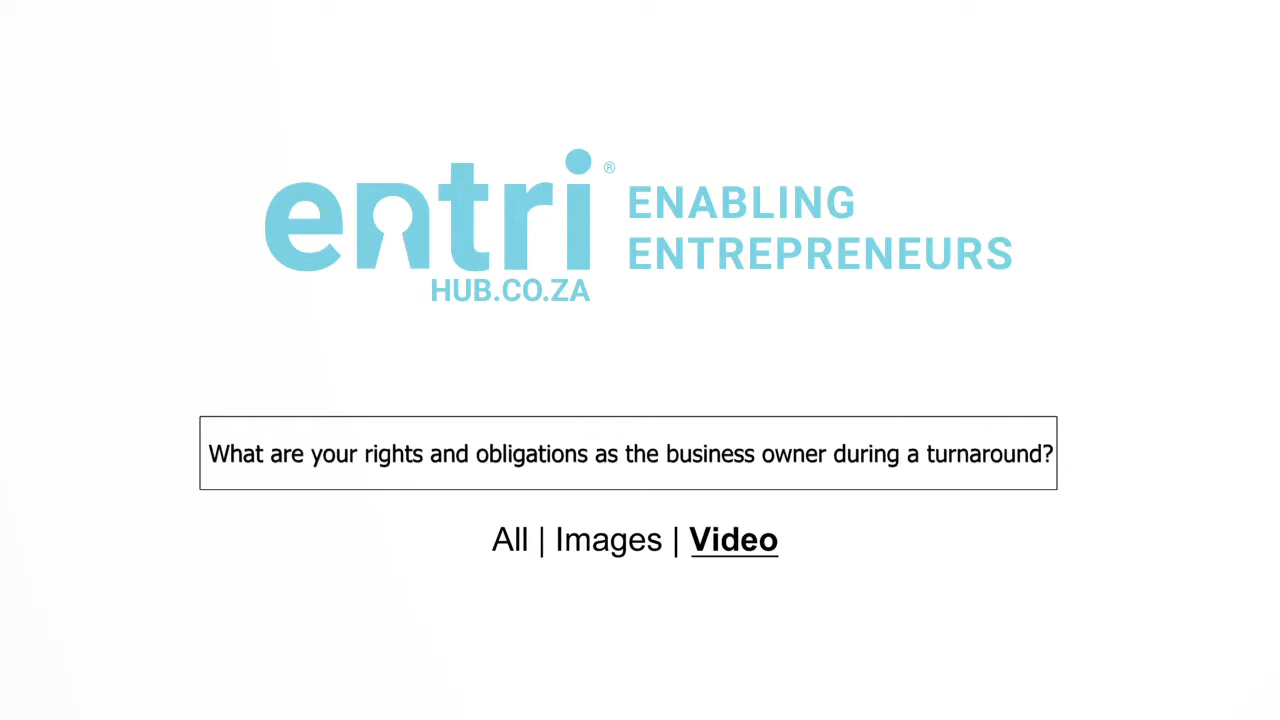 entri®
HUB.CO.ZA
ENABLING
ENTREPRENEURS
What are your rights and obligations as the business owner during a turnaround?
All | Images | Video